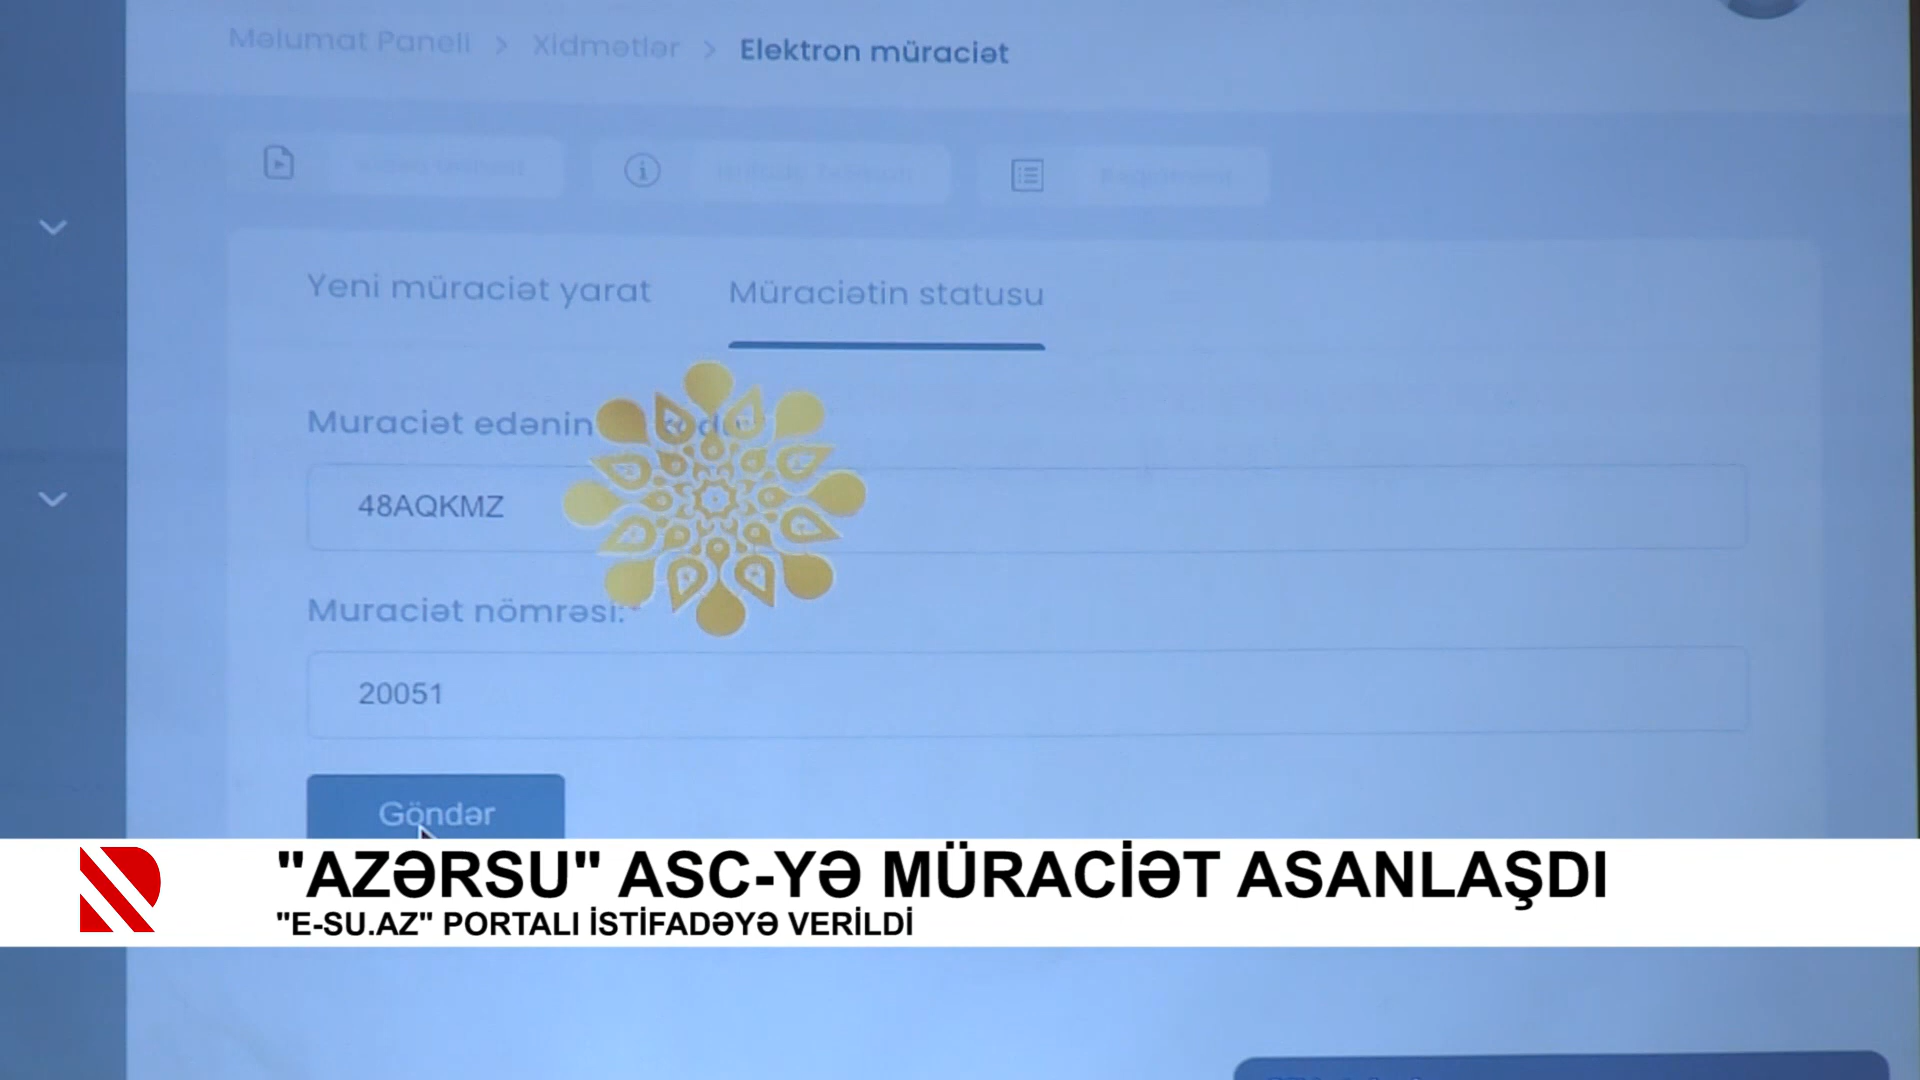 Məlumat Paneli > Xidmətlər > Elektron müraciət
Yeni müraciət yarat
Müraciətin statusu
Muraciət edənin
48AQKMZ
Muraciət nömrəsi:*
20051
Göndər
"AZƏRSU" ASC-YƏ MÜRACİƏT ASANLAŞDI
"E-SU.AZ" PORTALI İSTİFADƏYƏ VERİLDİ